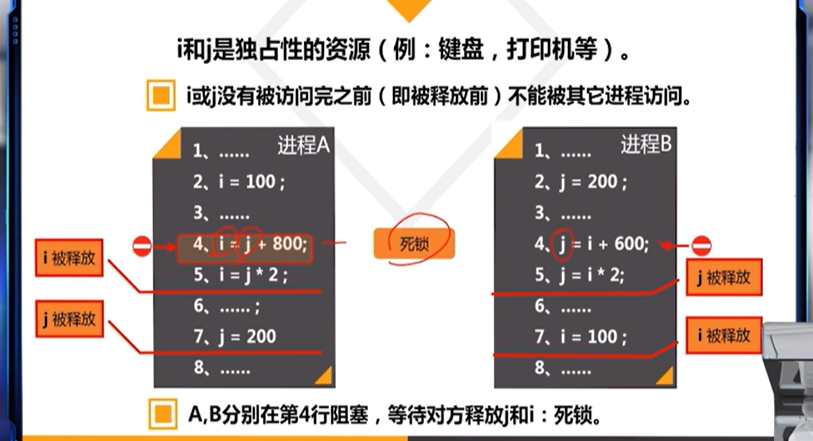 i和j是独占性的资源（例：键盘，打印机等）。
i或j没有被访问完之前（即被释放前）不能被其它进程访问。
进程A
1、……
2、i = 100 ;
3、……
4、i = j + 800;
5、i = j * 2 ;
6、…… ;
7、j = 200
8、……
i 被释放
j 被释放
死锁
进程B
1、……
2、j = 200 ;
3、……
4、j = i + 600;
5、j = i * 2;
6、……
7、i = 100 ;
8、……
j 被释放
i 被释放
A,B分别在第4行阻塞，等待对方释放j和i：死锁。